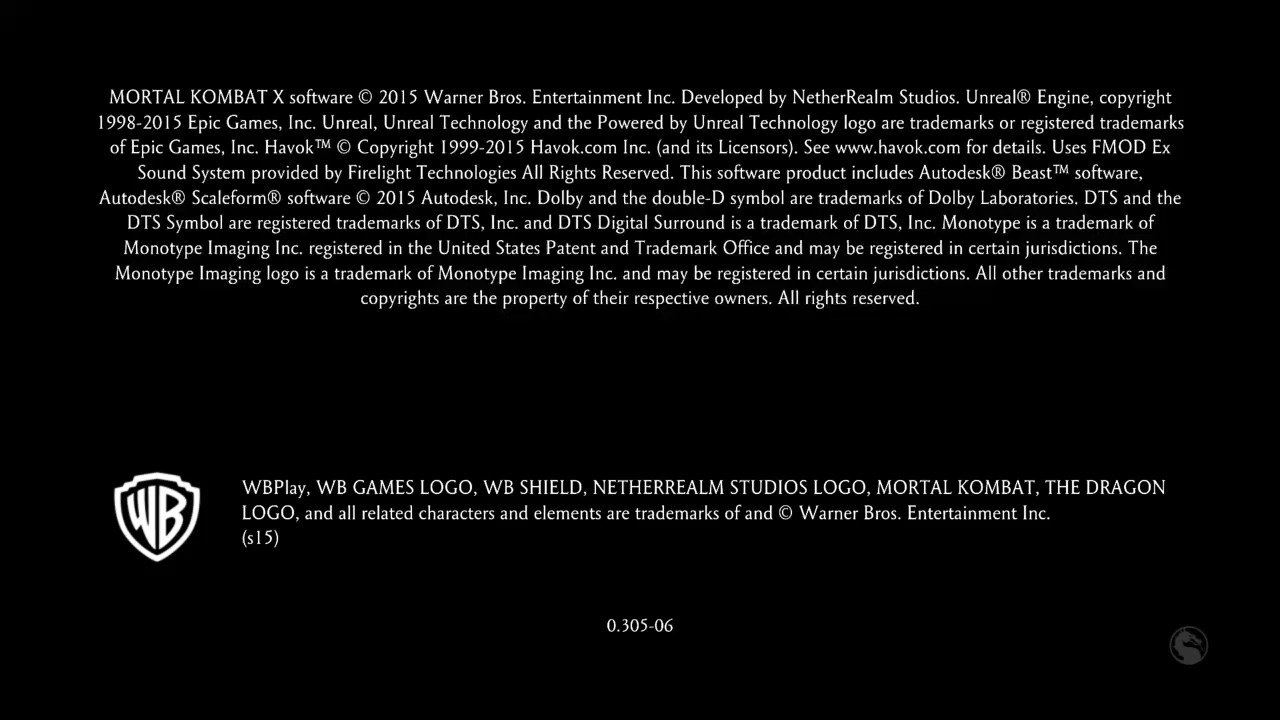 MORTAL KOMBAT X software © 2015 Warner Bros. Entertainment Inc. Developed by NetherRealm Studios. Unreal® Engine, copyright
1998-2015 Epic Games, Inc. Unreal, Unreal Technology and the Powered by Unreal Technology logo are trademarks or registered trademarks
of Epic Games, Inc. Havok™ © Copyright 1999-2015 Havok.com Inc. (and its Licensors). See www.havok.com for details. Uses FMOD Ex
Sound System provided by Firelight Technologies All Rights Reserved. This software product includes Autodesk® Beast™ software,
Autodesk® Scaleform® software © 2015 Autodesk, Inc. Dolby and the double-D symbol are trademarks of Dolby Laboratories. DTS and the
DTS Symbol are registered trademarks of DTS, Inc. and DTS Digital Surround is a trademark of DTS, Inc. Monotype is a trademark of
Monotype Imaging Inc. registered in the United States Patent and Trademark Office and may be registered in certain jurisdictions. The
Monotype Imaging logo is a trademark of Monotype Imaging Inc. and may be registered in certain jurisdictions. All other trademarks and
copyrights are the property of their respective owners. All rights reserved.
WB
WBPlay, WB GAMES LOGO, WB SHIELD, NETHERREALM STUDIOS LOGO, MORTAL KOMBAT, THE DRAGON
LOGO, and all related characters and elements are trademarks of and © Warner Bros. Entertainment Inc.
(s15)
0.305-06